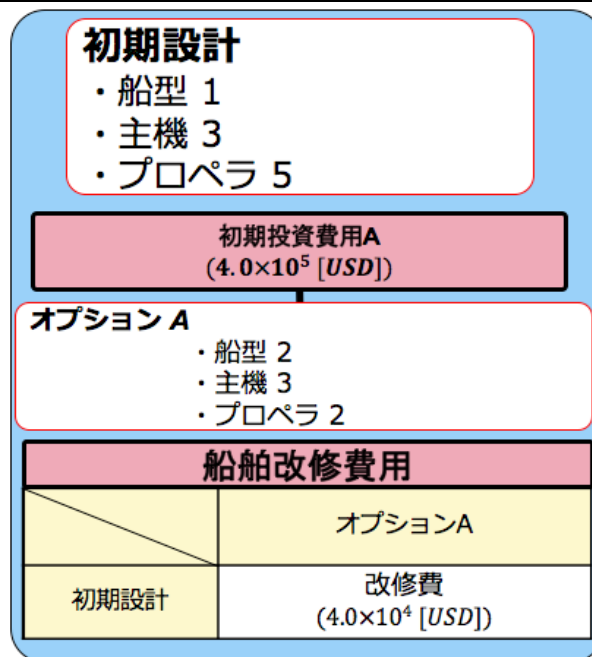 初期設計
・船型 1
・主機 3
・プロペラ 5
初期投資費用A
(4.0×10⁵ [USD])
オプション A
・船型 2
・主機 3
・プロペラ 2
船舶改修費用
オプションA
初期設計
改修費
(4.0×10⁴ [USD])